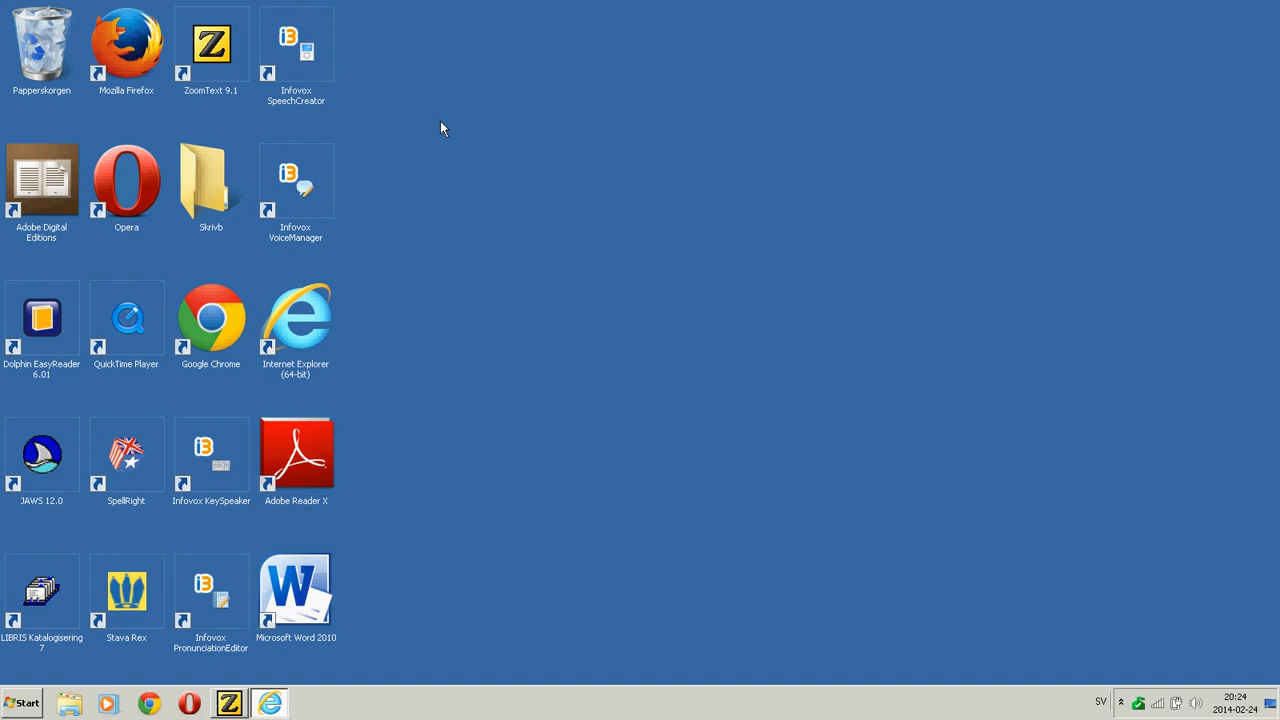 Papperskorgen
Mozilla Firefox
ZoomText 9.1
Infovox
SpeechCreator
Adobe Digital
Editions
Opera
Skrivb
Infovox
VoiceManager
Dolphin EasyReader
6.01
QuickTime Player
Google Chrome
Internet Explorer
(64-bit)
JAWS 12.0
SpellRight
Infovox KeySpeaker
Adobe Reader X
LIBRIS Katalogisering
7
Stava Rex
Infovox
PronunciationEditor
Microsoft Word 2010
Start
SV
20:24
2014-02-24